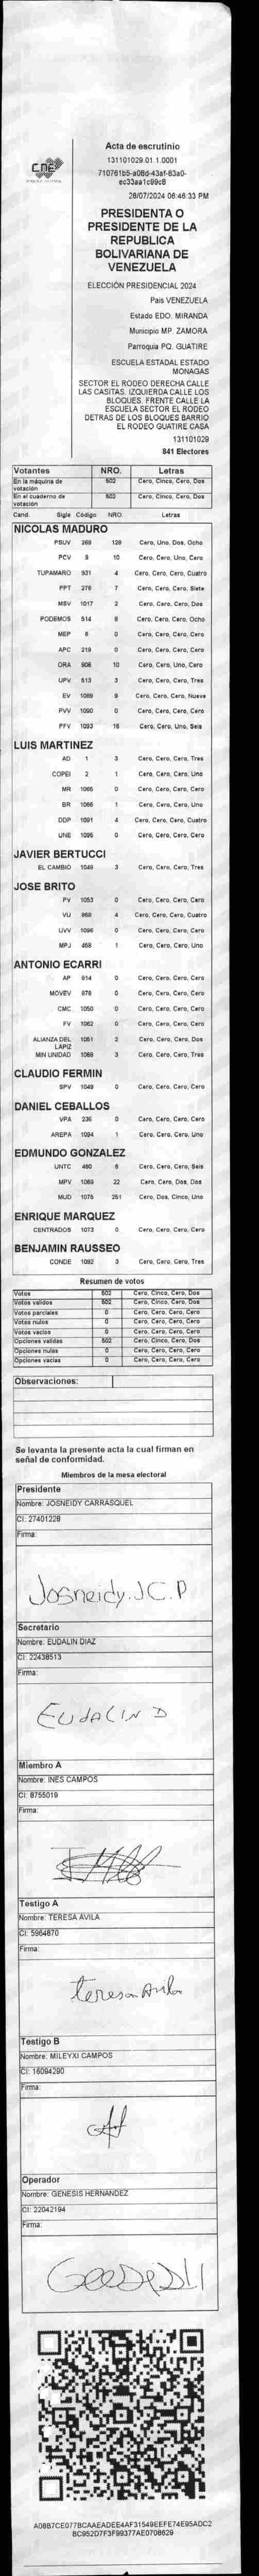 CNE
Acta de escrutinio
131101029.01.1.0001
710761b5-a08d-43af-83a0-
ec33aa1c99c8
28/07/2024 06:46:33 PM
PRESIDENTA O
PRESIDENTE DE LA
REPUBLICA
BOLIVARIANA DE
VENEZUELA
ELECCIÓN PRESIDENCIAL 2024
Pais VENEZUELA
Estado EDO. MIRANDA
Municipio MP. ZAMORA
Parroquia PQ. GUATIRE
ESCUELA ESTADAL ESTADO
MONAGAS
SECTOR EL RODEO DERECHA CALLE
LAS CASITAS. IZQUIERDA CALLE LOS
BLOQUES. FRENTE CALLE LA
ESCUELA SECTOR EL RODEO
DETRAS DE LOS BLOQUES BARRIO
EL RODEO GUATIRE CASA
131101029
841 Electores
Votantes NRO. Letras
En la máquina de votación 502 Cero, Cinco, Cero, Dos
En el cuaderno de votación 502 Cero, Cinco, Cero, Dos
Cand. Sigla Código NRO. Letras
NICOLAS MADURO
PSUV 269 128 Cero, Uno, Dos, Ocho
PCV 9 10 Cero, Cero, Uno, Cero
TUPAMARO 931 4 Cero, Cero, Cero, Cuatro
PPT 276 7 Cero, Cero, Cero, Siete
MSV 1017 2 Cero, Cero, Cero, Dos
PODEMOS 514 8 Cero, Cero, Cero, Ocho
MEP 8 0 Cero, Cero, Cero, Cero
APC 219 0 Cero, Cero, Cero, Cero
ORA 906 10 Cero, Cero, Uno, Cero
UPV 513 3 Cero, Cero, Cero, Tres
EV 1089 9 Cero, Cero, Cero, Nueve
PVV 1090 0 Cero, Cero, Cero, Cero
PFV 1093 16 Cero, Cero, Uno, Seis
LUIS MARTINEZ
AD 1 3 Cero, Cero, Cero, Tres
COPEI 2 1 Cero, Cero, Cero, Uno
MR 1065 0 Cero, Cero, Cero, Cero
BR 1066 1 Cero, Cero, Cero, Uno
DDP 1091 4 Cero, Cero, Cero, Cuatro
UNE 1095 0 Cero, Cero, Cero, Cero
JAVIER BERTUCCI
EL CAMBIO 1048 3 Cero, Cero, Cero, Tres
JOSE BRITO
PV 1053 0 Cero, Cero, Cero, Cero
VU 868 4 Cero, Cero, Cero, Cuatro
UVV 1096 0 Cero, Cero, Cero, Cero
MPJ 458 1 Cero, Cero, Cero, Uno
ANTONIO ECARRI
AP 914 0 Cero, Cero, Cero, Cero
MOVEV 978 0 Cero, Cero, Cero, Cero
CMC 1050 0 Cero, Cero, Cero, Cero
FV 1062 0 Cero, Cero, Cero, Cero
ALIANZA DEL LAPIZ 1051 2 Cero, Cero, Cero, Dos
MIN UNIDAD 1068 3 Cero, Cero, Cero, Tres
CLAUDIO FERMIN
SPV 1049 0 Cero, Cero, Cero, Cero
DANIEL CEBALLOS
VPA 236 0 Cero, Cero, Cero, Cero
AREPA 1094 1 Cero, Cero, Cero, Uno
EDMUNDO GONZALEZ
UNTC 460 6 Cero, Cero, Cero, Seis
MPV 1069 22 Cero, Cero, Dos, Dos
MUD 1075 251 Cero, Dos, Cinco, Uno
ENRIQUE MARQUEZ
CENTRADOS 1073 0 Cero, Cero, Cero, Cero
BENJAMIN RAUSSEO
CONDE 1092 3 Cero, Cero, Cero, Tres
Resumen de votos
Votos 502 Cero, Cinco, Cero, Dos
Votos validos 502 Cero, Cinco, Cero, Dos
Votos parciales 0 Cero, Cero, Cero, Cero
Votos nulos 0 Cero, Cero, Cero, Cero
Votos vacios 0 Cero, Cero, Cero, Cero
Opciones validas 502 Cero, Cinco, Cero, Dos
Opciones nulas 0 Cero, Cero, Cero, Cero
Opciones vacias 0 Cero, Cero, Cero, Cero
Observaciones:
Se levanta la presente acta la cual firman en
señal de conformidad.
Miembros de la mesa electoral
Presidente
Nombre: JOSNEIDY CARRASQUEL
CI: 27401228
Firma:
Josneidy.JC.P
Secretario
Nombre: EUDALIN DIAZ
CI: 22438513
Firma:
EUDALIN D
Miembro A
Nombre: INES CAMPOS
CI: 8755019
Firma:
Testigo A
Nombre: TERESA AVILA
CI: 5964870
Firma:
teresa Avila
Testigo B
Nombre: MILEYXI CAMPOS
CI: 16094290
Firma:
Operador
Nombre: GENESIS HERNANDEZ
CI: 22042194
Firma:
A08B7CE077BCAAEADEE4AF31549EEFE74E95ADC2
BC952D7F3F99377AE0708629